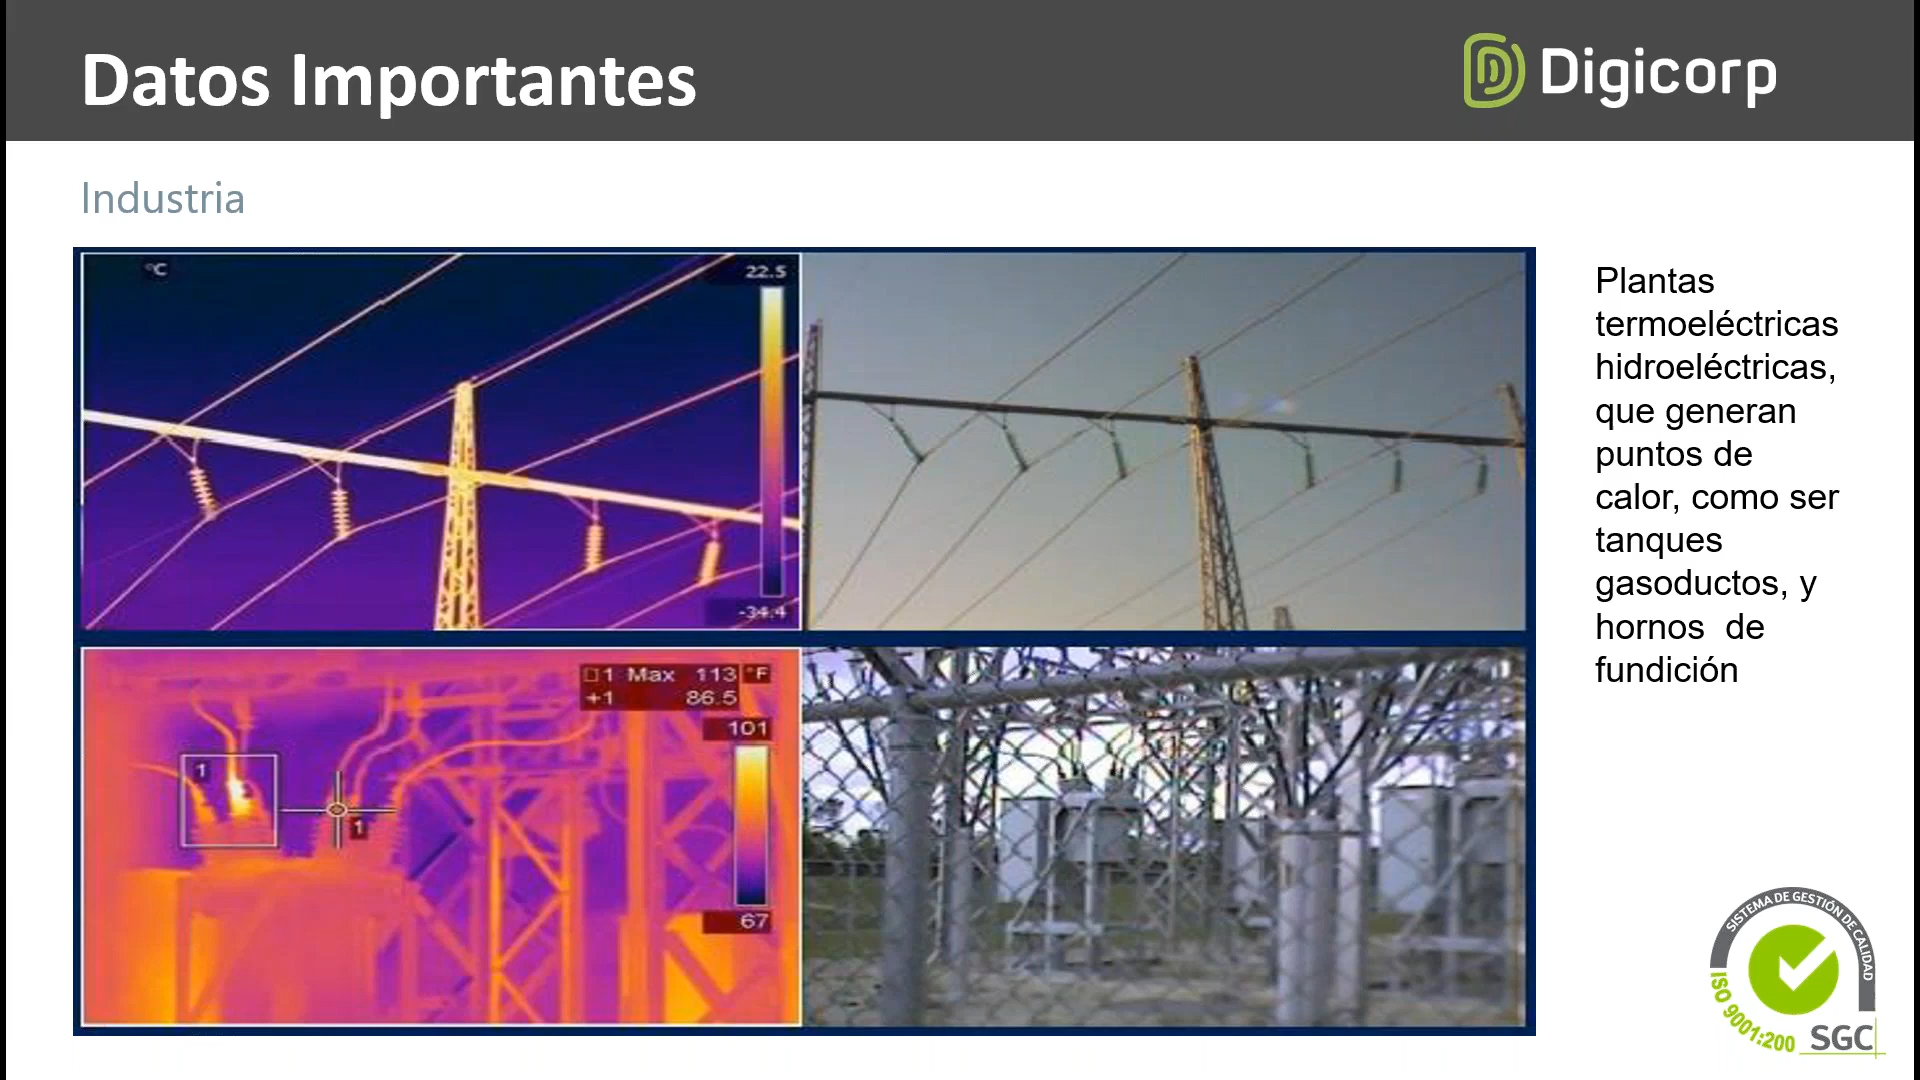 Datos Importantes
Digicorp
Industria
°C
22.5
-34.4
Plantas
termoeléctricas
hidroeléctricas,
que generan
puntos de
calor, como ser
tanques
gasoductos, y
hornos de
fundición
1 Max 113 °F
+1 86.5
101
1
1
67
SISTEMA DE GESTIÓN DE CALIDAD
ISO 9001:200
SGC